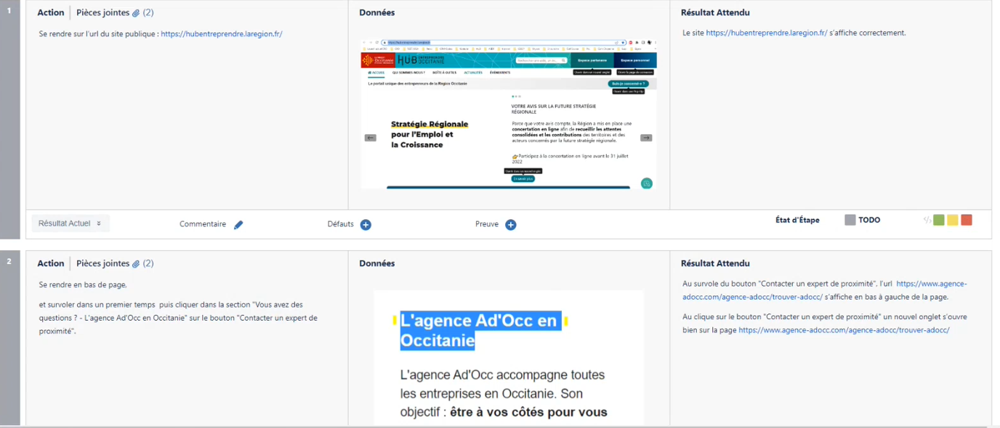 1
Action
Pièces jointes (2)
Données
Résultat Attendu
Se rendre sur l'url du site publique : https://hubentreprendre.laregion.fr/
Le site https://hubentreprendre.laregion.fr/ s'affiche correctement.
Occitanie
HUB ENTREPRENDRE
OCCITANIE
Espace partenaire
Espace personnel
ACCUEIL
QUI SOMMES-NOUS ?
BOÎTE À OUTILS
ACTUALITÉS
ÉVÉNEMENTS
Le portail unique des entrepreneurs de la Région Occitanie
Suis-je concerné-e ?
VOTRE AVIS SUR LA FUTURE STRATÉGIE
RÉGIONALE
Stratégie Régionale
pour l'Emploi et
la Croissance
Parce que votre avis compte, la Région a mis en place une
concertation en ligne afin de recueillir les attentes
consolidées et les contributions des territoires et des
acteurs concernés par la future stratégie régionale.
Participez à la concertation en ligne avant le 31 juillet
2022
En savoir plus
Résultat Actuel
Commentaire
Défauts
Preuve
État d'Étape
TODO
</>
2
Action
Pièces jointes (2)
Données
Résultat Attendu
Se rendre en bas de page,
et survoler dans un premier temps puis cliquer dans la section "Vous avez des
questions ? - L'agence Ad'Occ en Occitanie" sur le bouton "Contacter un expert de
proximité".
L'agence Ad'Occ en
Occitanie
L'agence Ad'Occ accompagne toutes
les entreprises en Occitanie. Son
objectif : être à vos côtés pour vous
Au survole du bouton "Contacter un expert de proximité", l'url https://www.agence-
adocc.com/agence-adocc/trouver-adocc/ s'affiche en bas à gauche de la page.
Au clique sur le bouton "Contacter un expert de proximité" un nouvel onglet s'ouvre
bien sur la page https://www.agence-adocc.com/agence-adocc/trouver-adocc/